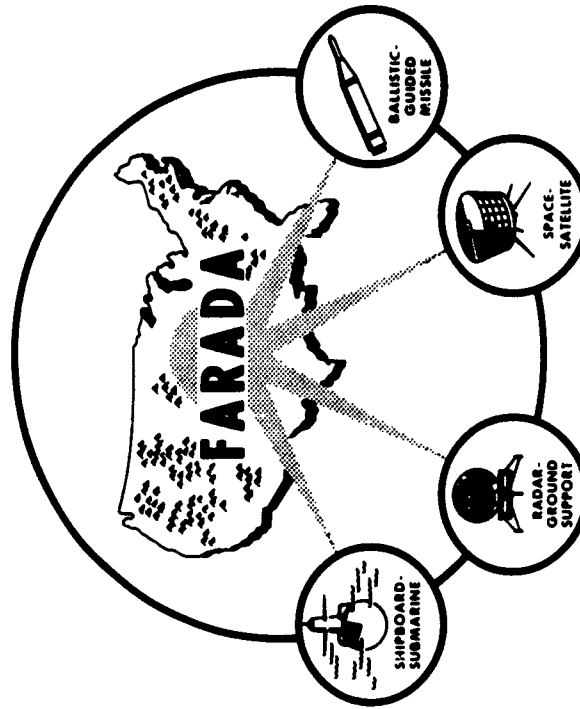 FARADA
SHIPBOARD-
SUBMARINE
RADAR-
GROUND
SUPPORT
SPACE-
SATELLITE
BALLISTIC-
GUIDED
MISSILE